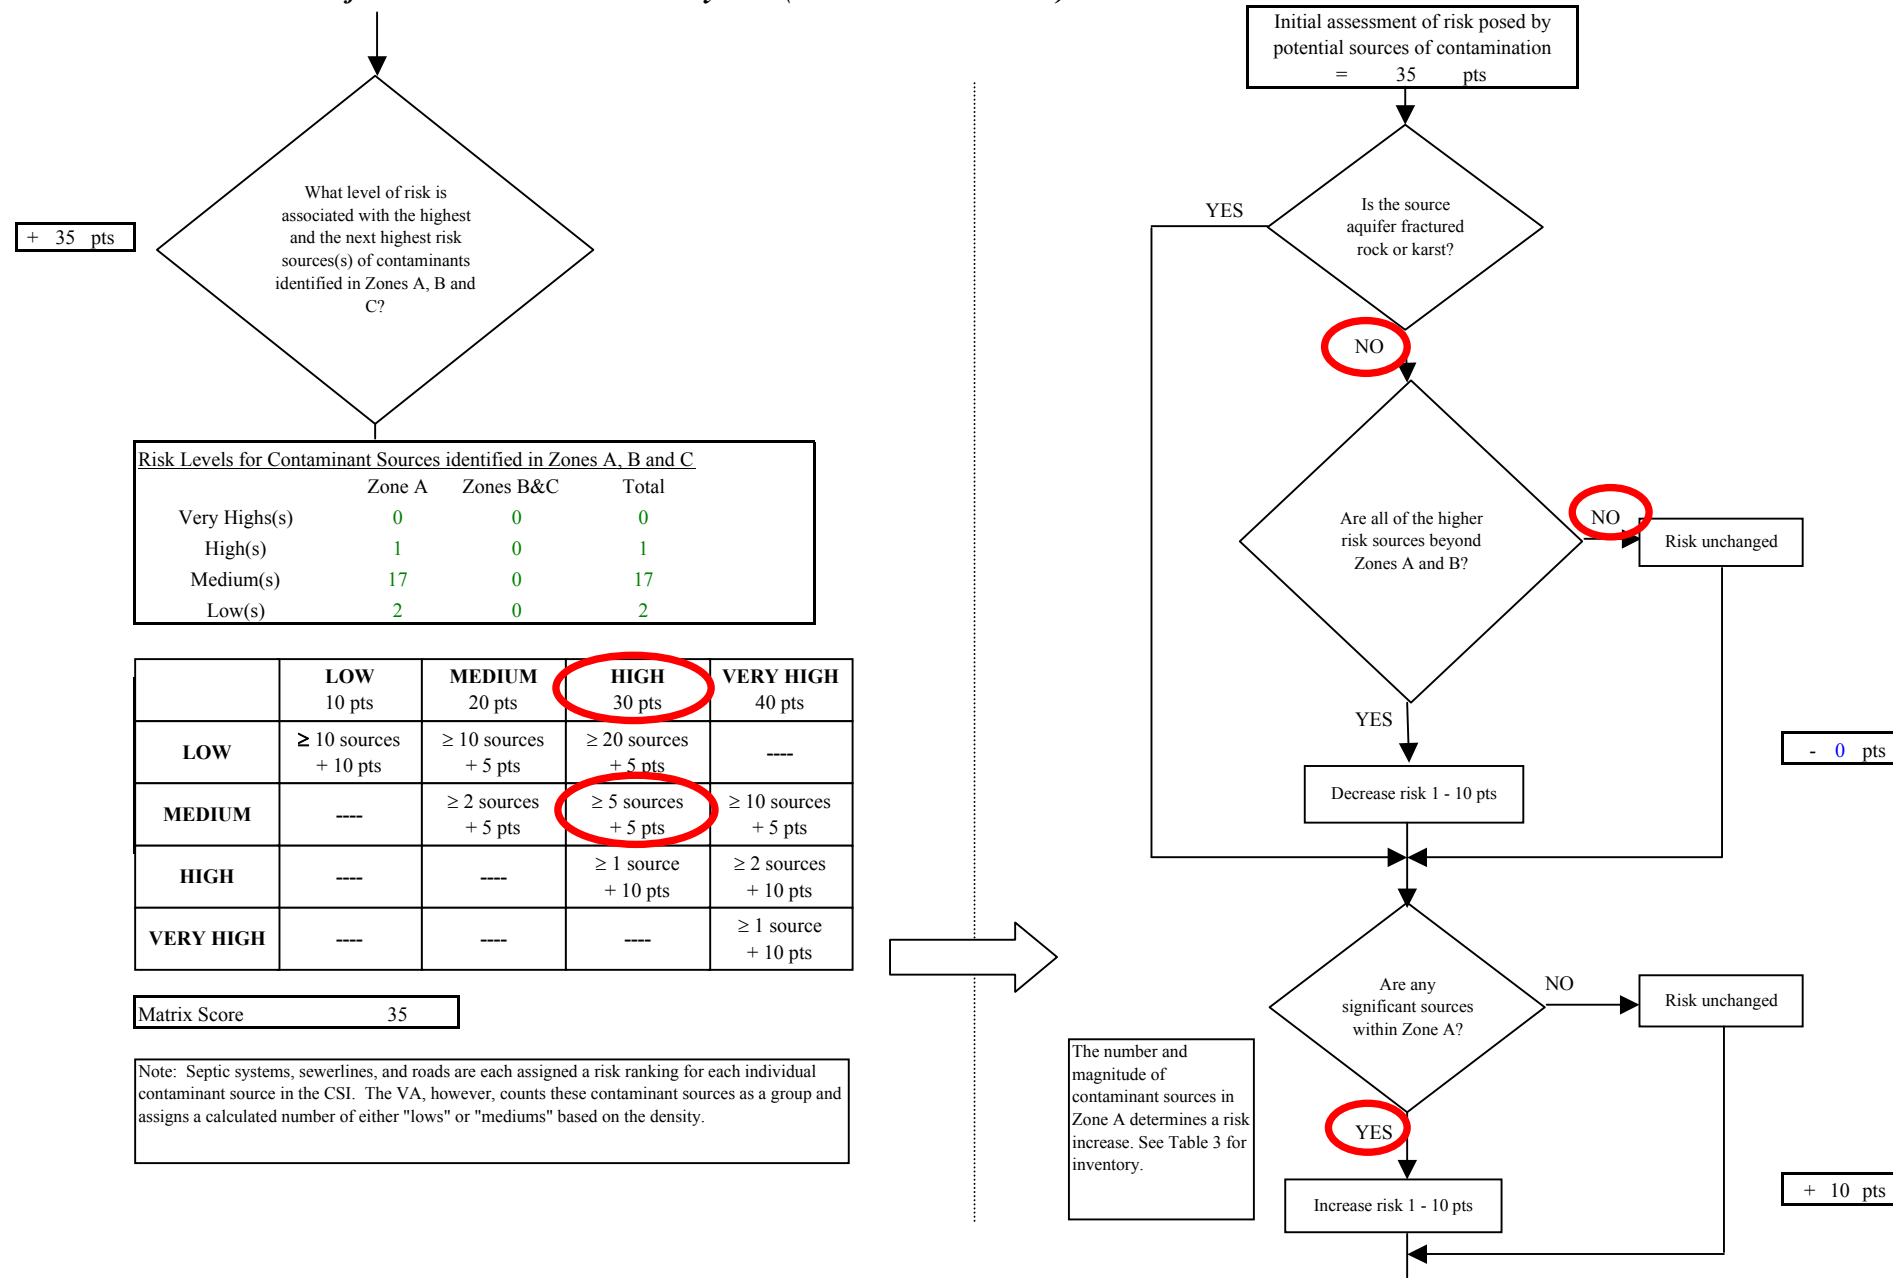 + 35 pts
What level of risk is
associated with the highest
and the next highest risk
sources(s) of contaminants
identified in Zones A, B and
C?
Risk Levels for Contaminant Sources identified in Zones A, B and C
Zone A Zones B&C Total
Very Highs(s) 0 0 0
High(s) 1 0 1
Medium(s) 17 0 17
Low(s) 2 0 2
LOW MEDIUM HIGH VERY HIGH
10 pts 20 pts 30 pts 40 pts
LOW ≥ 10 sources ≥ 10 sources ≥ 20 sources ----
+ 10 pts + 5 pts + 5 pts
MEDIUM ---- ≥ 2 sources ≥ 5 sources ≥ 10 sources
+ 5 pts + 5 pts + 5 pts
HIGH ---- ---- ≥ 1 source ≥ 2 sources
+ 10 pts + 10 pts
VERY HIGH ---- ---- ---- ≥ 1 source
+ 10 pts
Matrix Score 35
Note: Septic systems, sewerlines, and roads are each assigned a risk ranking for each individual
contaminant source in the CSI. The VA, however, counts these contaminant sources as a group and
assigns a calculated number of either "lows" or "mediums" based on the density.
Initial assessment of risk posed by
potential sources of contamination
= 35 pts
Is the source
aquifer fractured
rock or karst?
YES
NO
Are all of the higher
risk sources beyond
Zones A and B?
NO
Risk unchanged
YES
Decrease risk 1 - 10 pts
- 0 pts
Are any
significant sources
within Zone A?
NO
Risk unchanged
The number and
magnitude of
contaminant sources in
Zone A determines a risk
increase. See Table 3 for
inventory.
YES
Increase risk 1 - 10 pts
+ 10 pts